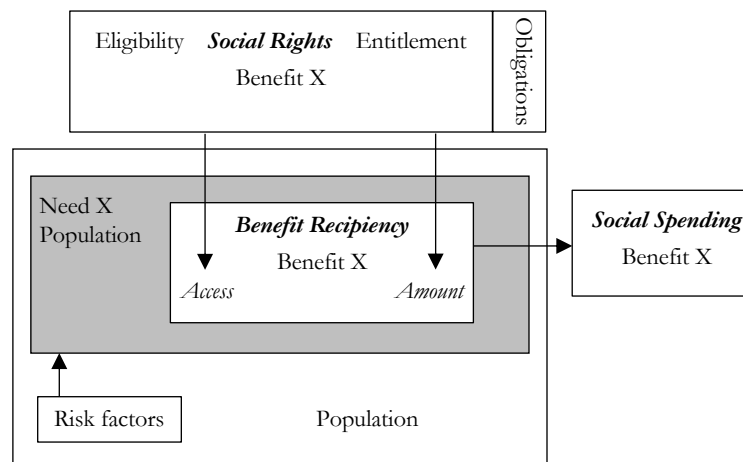 Eligibility Social Rights Entitlement
Benefit X
Obligations
Need X
Population
Benefit Recipiency
Benefit X
Access Amount
Social Spending
Benefit X
Risk factors
Population